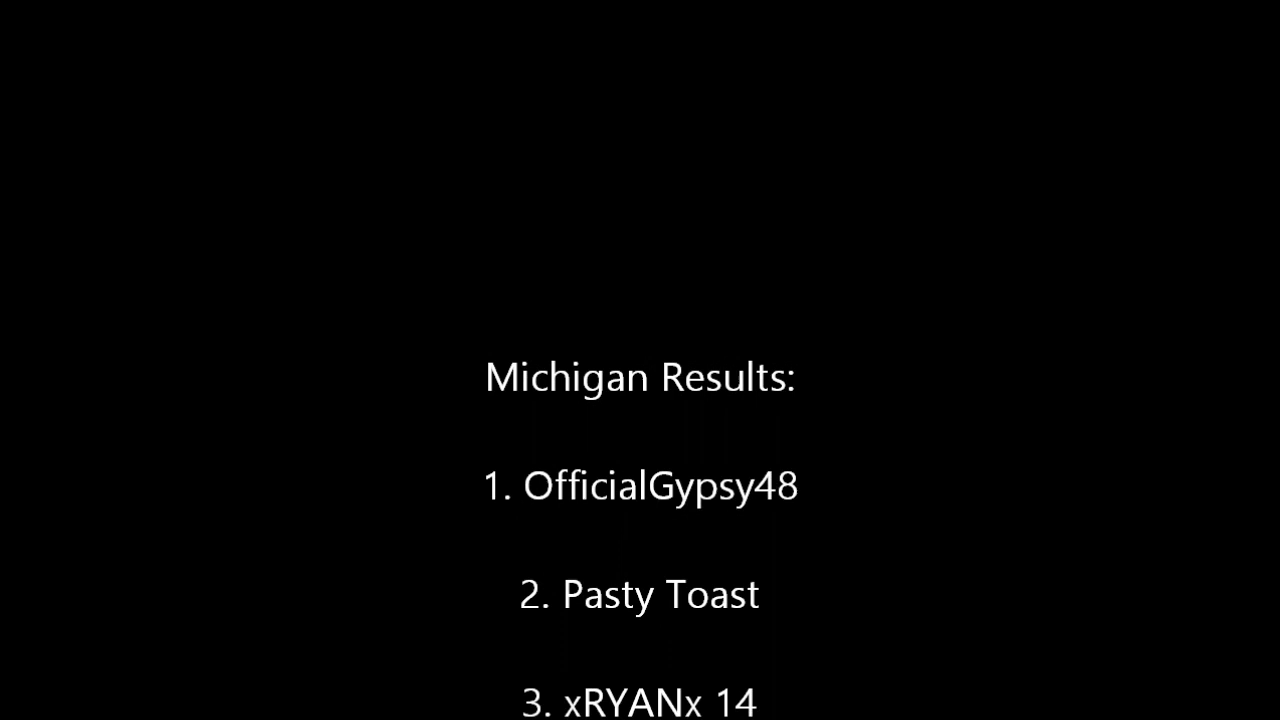 Michigan Results:
1. OfficialGypsy48
2. Pasty Toast
3. xRYANx 14